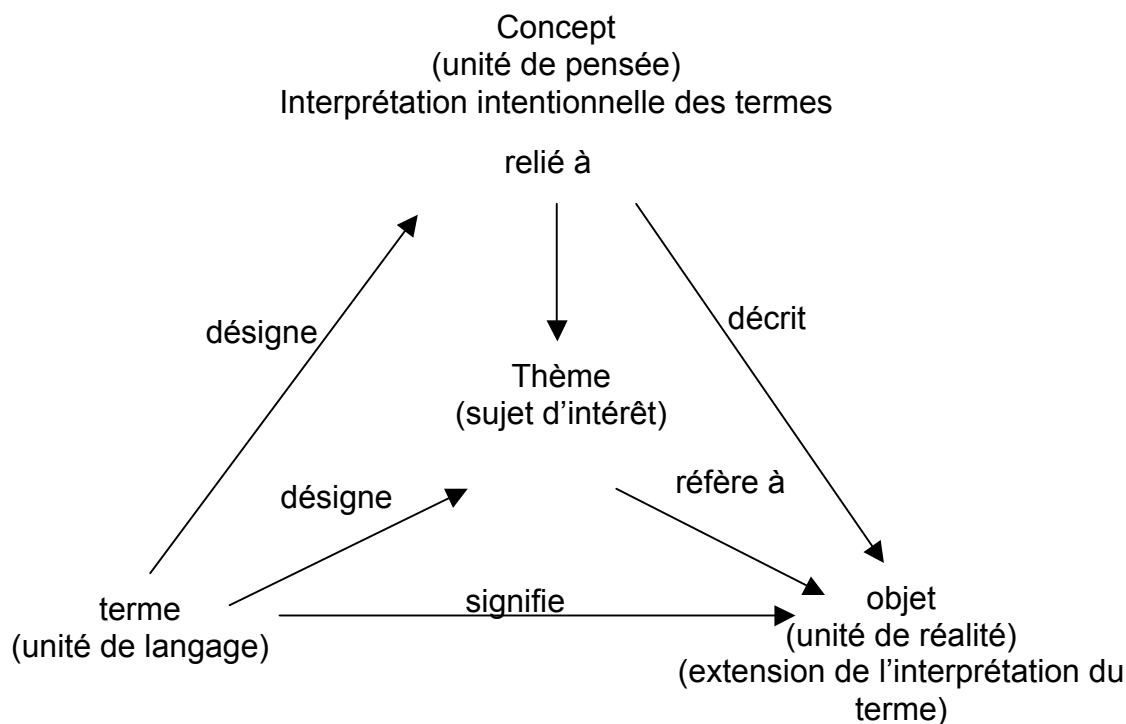 Concept
(unité de pensée)
Interprétation intentionnelle des termes
relié à
désigne
décrit
Thème
(sujet d’intérêt)
désigne
réfère à
terme
(unité de langage)
signifie
objet
(unité de réalité)
(extension de l’interprétation du
terme)